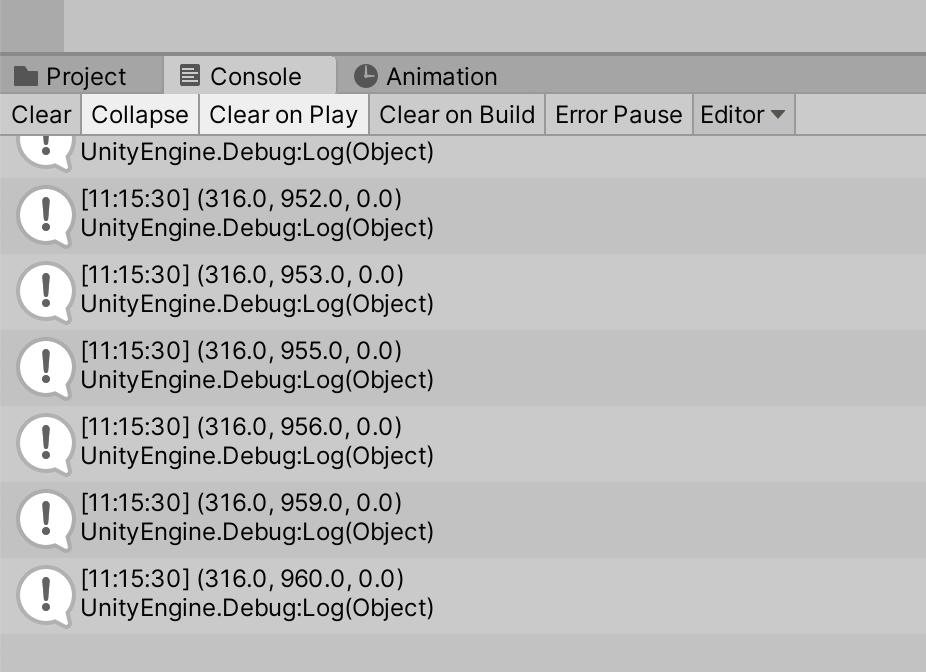 Project Console Animation
Clear Collapse Clear on Play Clear on Build Error Pause Editor
UnityEngine.Debug:Log(Object)
[11:15:30] (316.0, 952.0, 0.0)
UnityEngine.Debug:Log(Object)
[11:15:30] (316.0, 953.0, 0.0)
UnityEngine.Debug:Log(Object)
[11:15:30] (316.0, 955.0, 0.0)
UnityEngine.Debug:Log(Object)
[11:15:30] (316.0, 956.0, 0.0)
UnityEngine.Debug:Log(Object)
[11:15:30] (316.0, 959.0, 0.0)
UnityEngine.Debug:Log(Object)
[11:15:30] (316.0, 960.0, 0.0)
UnityEngine.Debug:Log(Object)